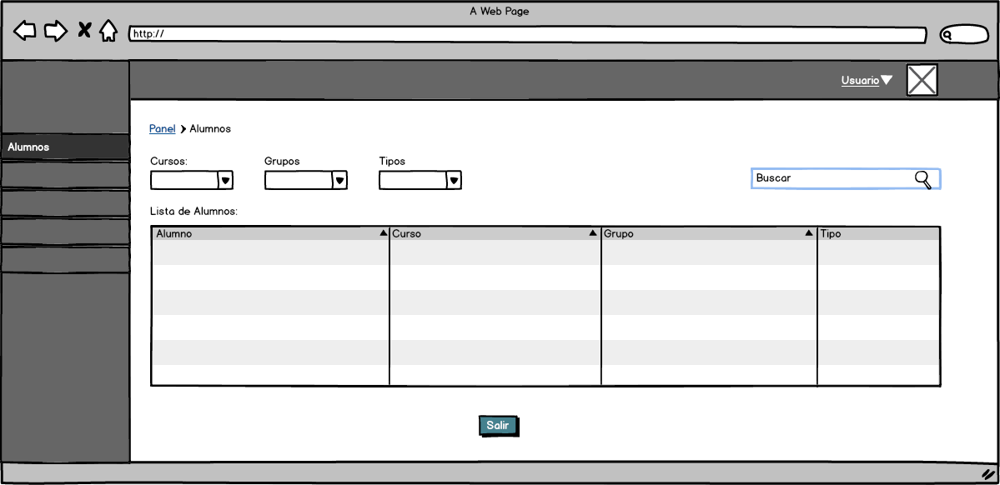 A Web Page
http://
Usuario
Panel > Alumnos
Alumnos
Cursos:
Grupos
Tipos
Buscar
Lista de Alumnos:
Alumno Curso Grupo Tipo
Salir